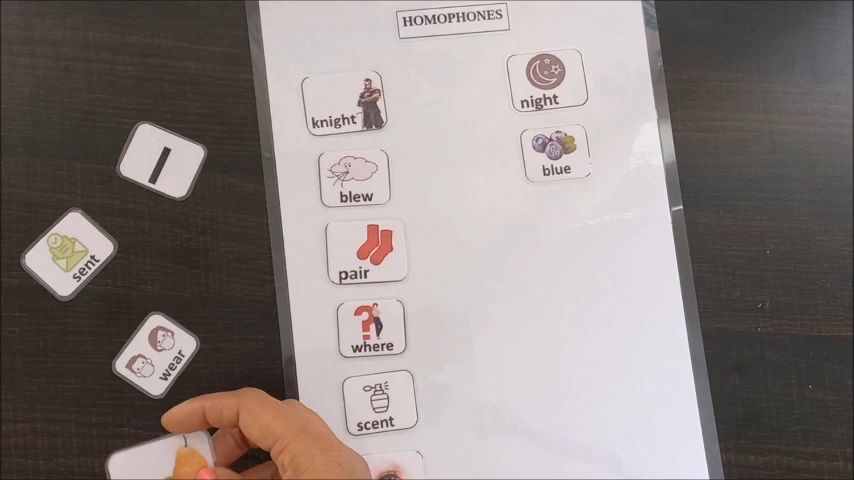 HOMOPHONES
knight
night
blew
blue
pair
where
scent
I
sent
wear